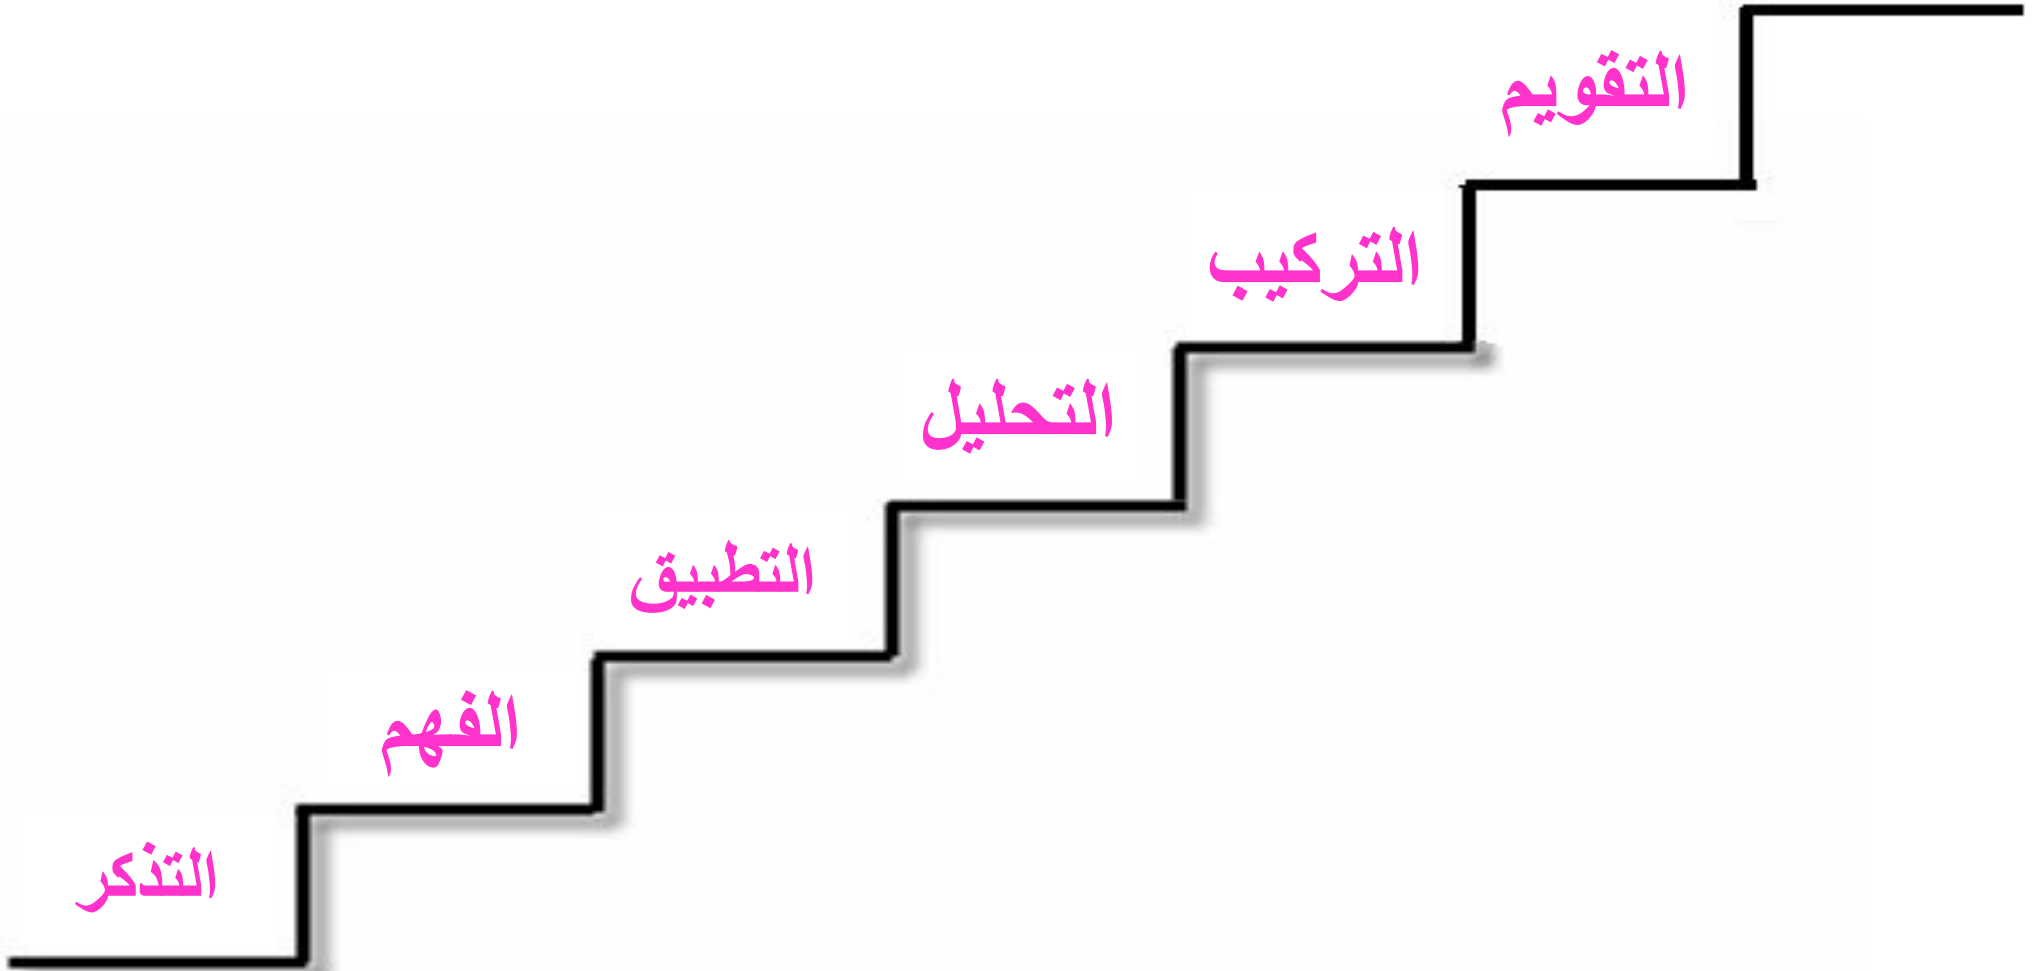 التقويم
التركيب
التحليل
التطبيق
الفهم
التذكر